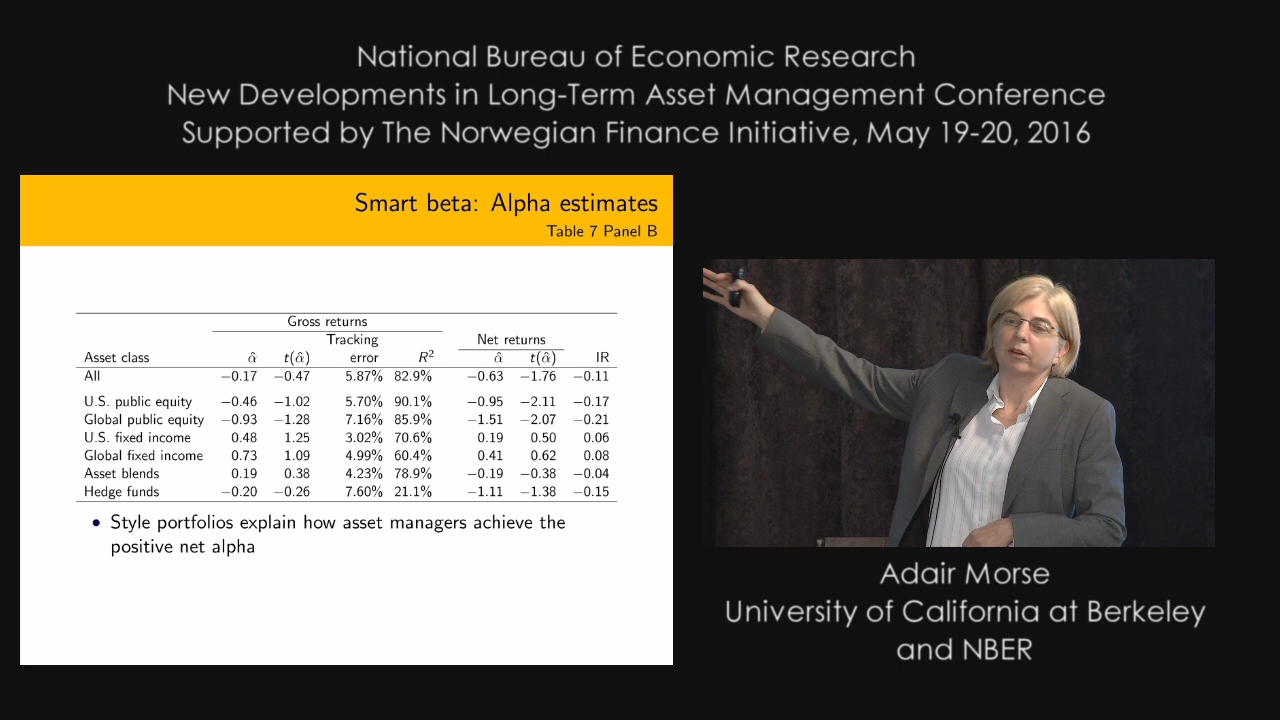 National Bureau of Economic Research
New Developments in Long-Term Asset Management Conference
Supported by The Norwegian Finance Initiative, May 19-20, 2016
Smart beta: Alpha estimates
Table 7 Panel B
Gross returns
Tracking Net returns
Asset class α̂ t(α̂) error R² α̂ t(α̂) IR
All −0.17 −0.47 5.87% 82.9% −0.63 −1.76 −0.11
U.S. public equity −0.46 −1.02 5.70% 90.1% −0.95 −2.11 −0.17
Global public equity −0.93 −1.28 7.16% 85.9% −1.51 −2.07 −0.21
U.S. fixed income 0.48 1.25 3.02% 70.6% 0.19 0.50 0.06
Global fixed income 0.73 1.09 4.99% 60.4% 0.41 0.62 0.08
Asset blends 0.19 0.38 4.23% 78.9% −0.19 −0.38 −0.04
Hedge funds −0.20 −0.26 7.60% 21.1% −1.11 −1.38 −0.15
• Style portfolios explain how asset managers achieve the
positive net alpha
Adair Morse
University of California at Berkeley
and NBER